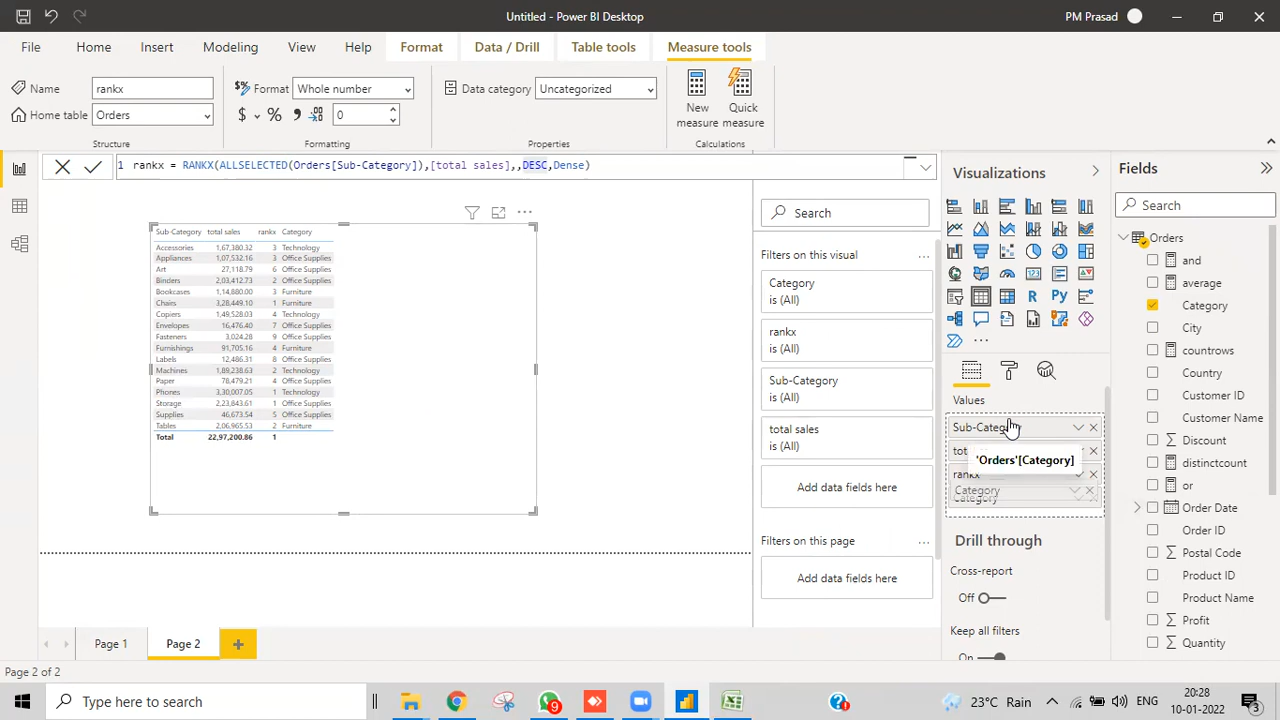 Untitled - Power BI Desktop
PM Prasad
File Home Insert Modeling View Help Format Data / Drill Table tools Measure tools
Name rankx
Home table Orders
Structure
Format Whole number
$ % 0
Formatting
Data category Uncategorized
Properties
New measure
Quick measure
Calculations
1 rankx = RANKX(ALLSELECTED(Orders[Sub-Category]),[total sales],,DESC,Dense)
Sub-Category total sales rankx Category
Accessories 1,67,380.32 3 Technology
Appliances 1,07,532.16 3 Office Supplies
Art 27,118.79 6 Office Supplies
Binders 2,03,412.73 2 Office Supplies
Bookcases 1,14,880.00 3 Furniture
Chairs 3,28,449.10 1 Furniture
Copiers 1,49,528.03 4 Technology
Envelopes 16,476.40 7 Office Supplies
Fasteners 3,024.28 9 Office Supplies
Furnishings 91,705.16 4 Furniture
Labels 12,486.31 8 Office Supplies
Machines 1,89,238.63 2 Technology
Paper 78,479.21 4 Office Supplies
Phones 3,30,007.05 1 Technology
Storage 2,23,843.61 1 Office Supplies
Supplies 46,673.54 5 Office Supplies
Tables 2,06,965.53 2 Furniture
Total 22,97,200.86 1
Search
Filters on this visual
Category
is (All)
rankx
is (All)
Sub-Category
is (All)
total sales
is (All)
Add data fields here
Filters on this page
Add data fields here
Visualizations
Values
'Orders'[Category]
rankx
Category
Category
Drill through
Cross-report
Off
Keep all filters
On
Fields
Search
Orders
and
average
Category
City
countrows
Country
Customer ID
Customer Name
Discount
distinctcount
or
Order Date
Order ID
Postal Code
Product ID
Product Name
Profit
Quantity
Page 1 Page 2 +
Page 2 of 2
Type here to search
9
23°C Rain
ENG
20:28
10-01-2022
3